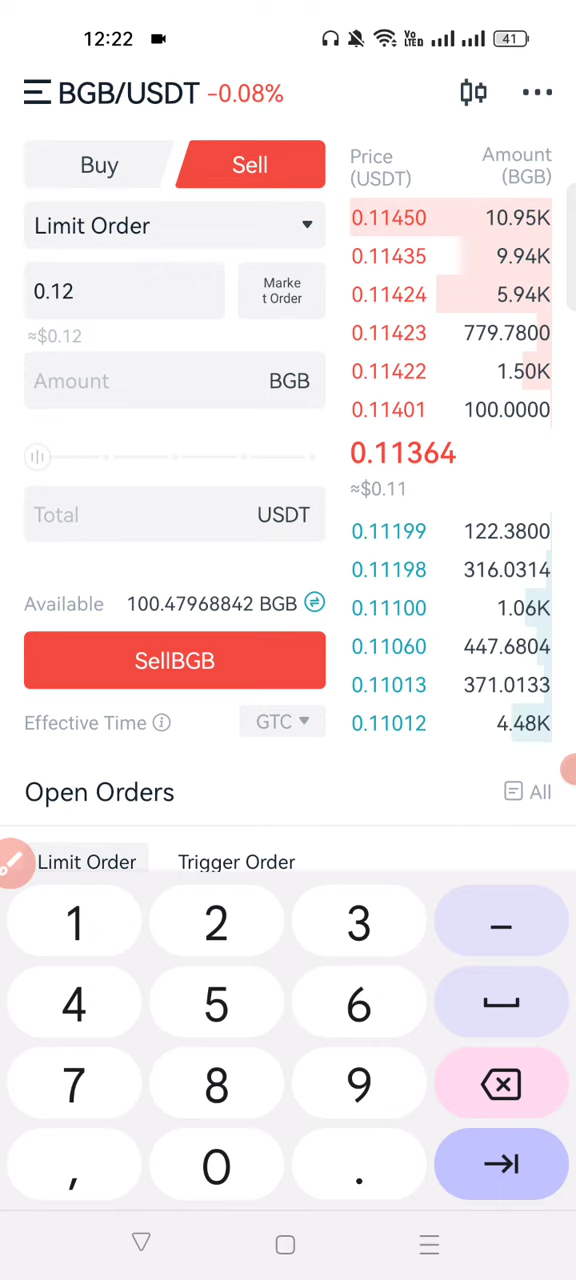 12:22
Vo LTED
41
BGB/USDT -0.08%
Buy
Sell
Limit Order
0.12
Marke
t Order
≈$0.12
Amount
BGB
Total
USDT
Available
100.47968842 BGB
SellBGB
Effective Time
GTC
Price
(USDT)
Amount
(BGB)
0.11450 10.95K
0.11435 9.94K
0.11424 5.94K
0.11423 779.7800
0.11422 1.50K
0.11401 100.0000
0.11364
≈$0.11
0.11199 122.3800
0.11198 316.0314
0.11100 1.06K
0.11060 447.6804
0.11013 371.0133
0.11012 4.48K
Open Orders
All
Limit Order
Trigger Order
1 2 3 –
4 5 6
7 8 9
, 0 .